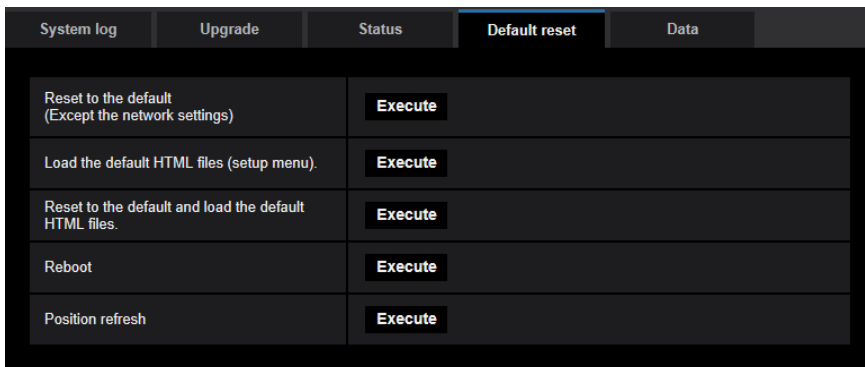 System log Upgrade Status Default reset Data
Reset to the default
(Except the network settings)
Execute
Load the default HTML files (setup menu).
Execute
Reset to the default and load the default
HTML files.
Execute
Reboot
Execute
Position refresh
Execute